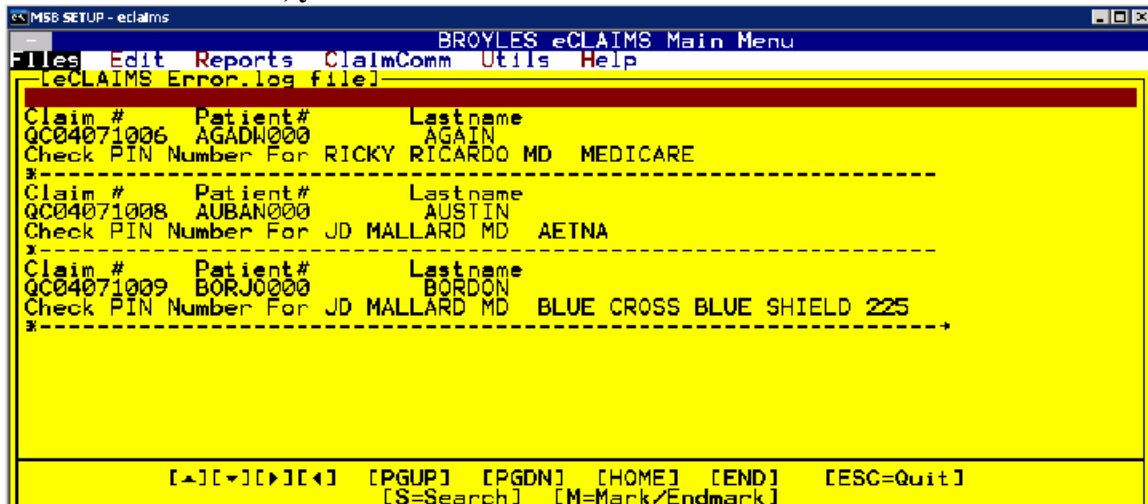 MSB SETUP - eclaims
BROYLES eCLAIMS Main Menu
Files Edit Reports ClaimComm Utils Help
[eCLAIMS Error.log file]
Claim # Patient# Lastname
QC04071006 AGADW000 AGAIN
Check PIN Number For RICKY RICARDO MD MEDICARE
*----------------------------------------------------------------
Claim # Patient# Lastname
QC04071008 AUBAN000 AUSTIN
Check PIN Number For JD MALLARD MD AETNA
*----------------------------------------------------------------
Claim # Patient# Lastname
QC04071009 BORJO000 BORDON
Check PIN Number For JD MALLARD MD BLUE CROSS BLUE SHIELD 225
*----------------------------------------------------------------→
[▲][▼][►][◄] [PGUP] [PGDN] [HOME] [END] [ESC=Quit]
[S=Search] [M=Mark/Endmark]